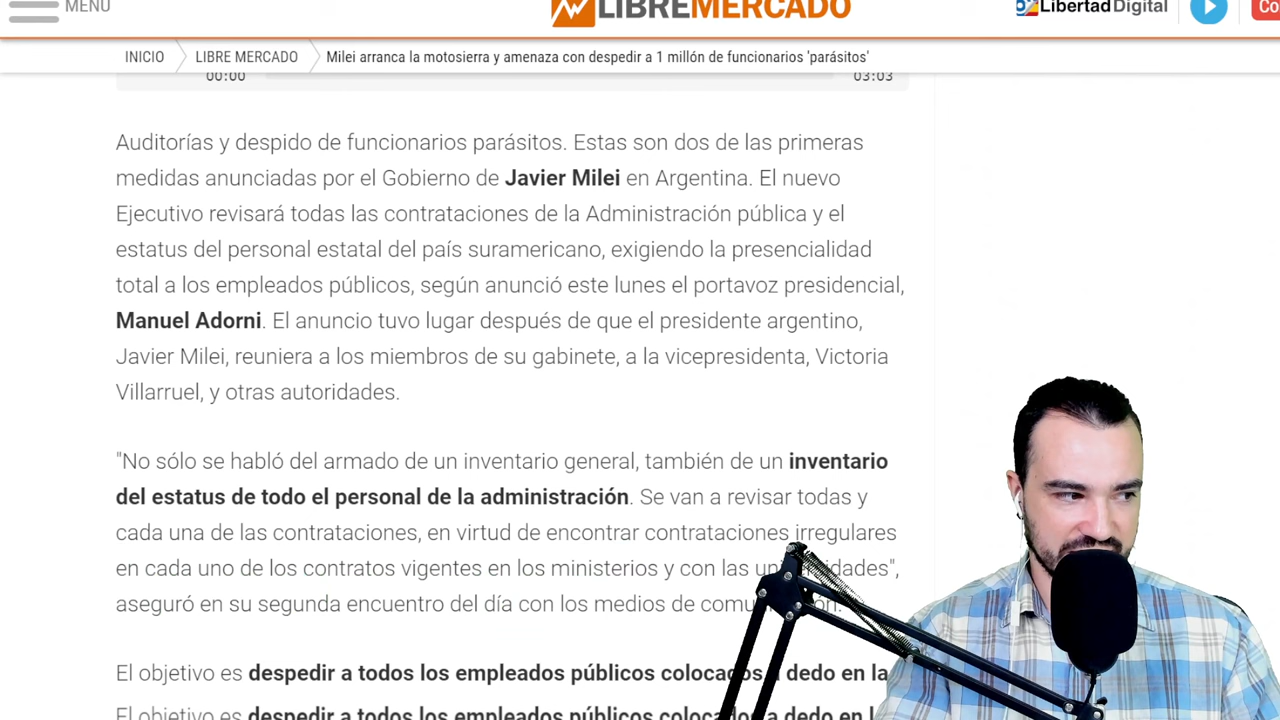 MENÚ
LIBREMERCADO
LibertadDigital
INICIO
LIBRE MERCADO
Milei arranca la motosierra y amenaza con despedir a 1 millón de funcionarios 'parásitos'
00:00
03:03
Auditorías y despido de funcionarios parásitos. Estas son dos de las primeras
medidas anunciadas por el Gobierno de Javier Milei en Argentina. El nuevo
Ejecutivo revisará todas las contrataciones de la Administración pública y el
estatus del personal estatal del país suramericano, exigiendo la presencialidad
total a los empleados públicos, según anunció este lunes el portavoz presidencial,
Manuel Adorni. El anuncio tuvo lugar después de que el presidente argentino,
Javier Milei, reuniera a los miembros de su gabinete, a la vicepresidenta, Victoria
Villarruel, y otras autoridades.
"No sólo se habló del armado de un inventario general, también de un inventario
del estatus de todo el personal de la administración. Se van a revisar todas y
cada una de las contrataciones, en virtud de encontrar contrataciones irregulares
en cada uno de los contratos vigentes en los ministerios y con las
aseguró en su segunda encuentro del día con los medios de
El objetivo es despedir a todos los empleados públicos colocados a dedo en la
El objetivo es despedir a todos los empleados públicos colocados a dedo en